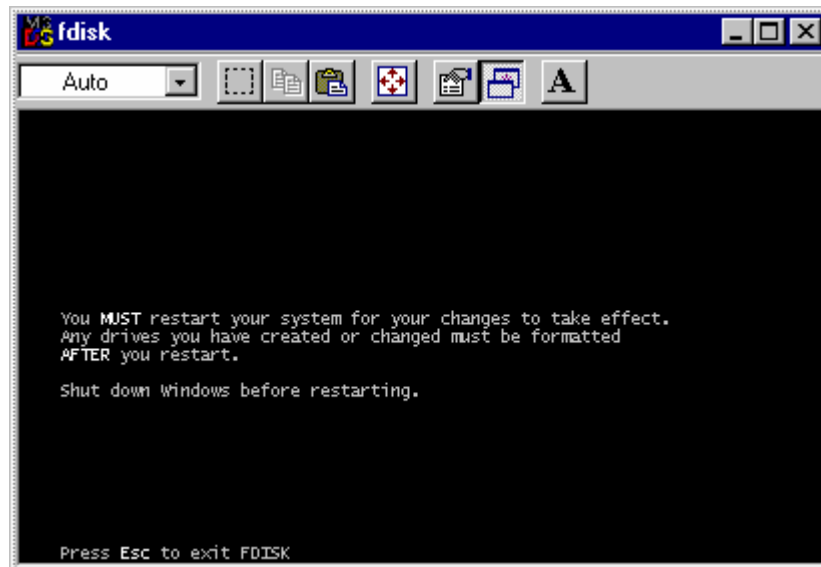 fdisk
Auto
A
You MUST restart your system for your changes to take effect.
Any drives you have created or changed must be formatted
AFTER you restart.
Shut down Windows before restarting.
Press Esc to exit FDISK